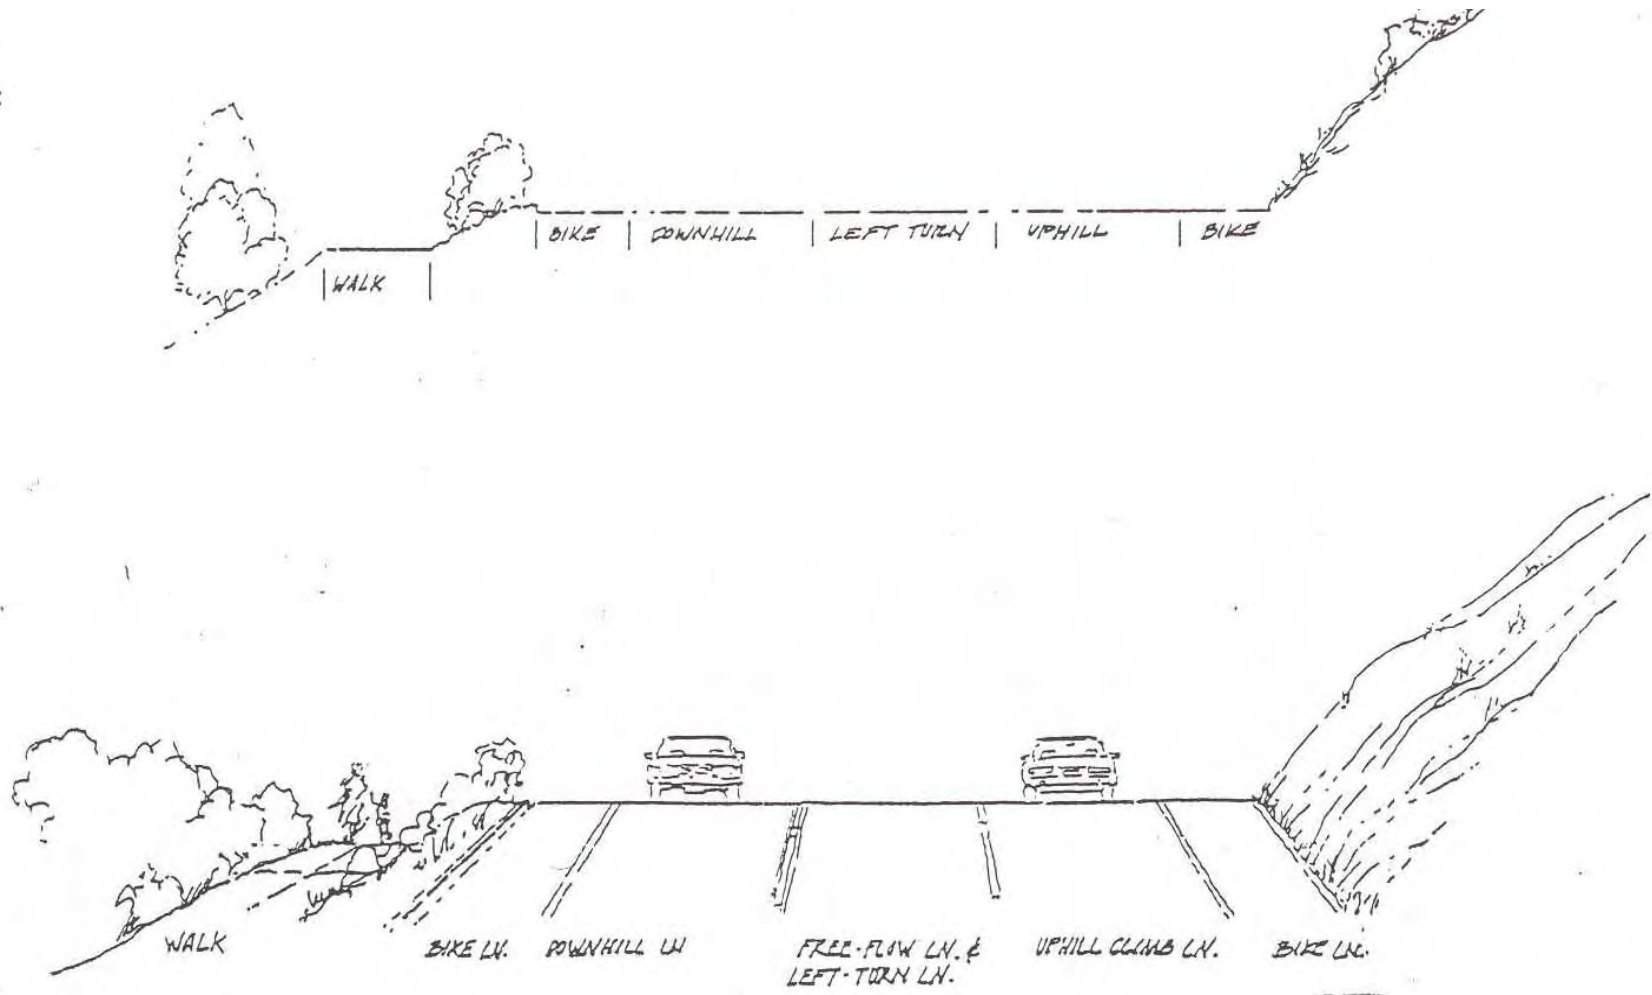 BIKE DOWNHILL LEFT TURN UPHILL BIKE
WALK
WALK BIKE LN. DOWNHILL LN FREE-FLOW LN. & UPHILL CLIMB LN. BIKE LN.
LEFT-TURN LN.